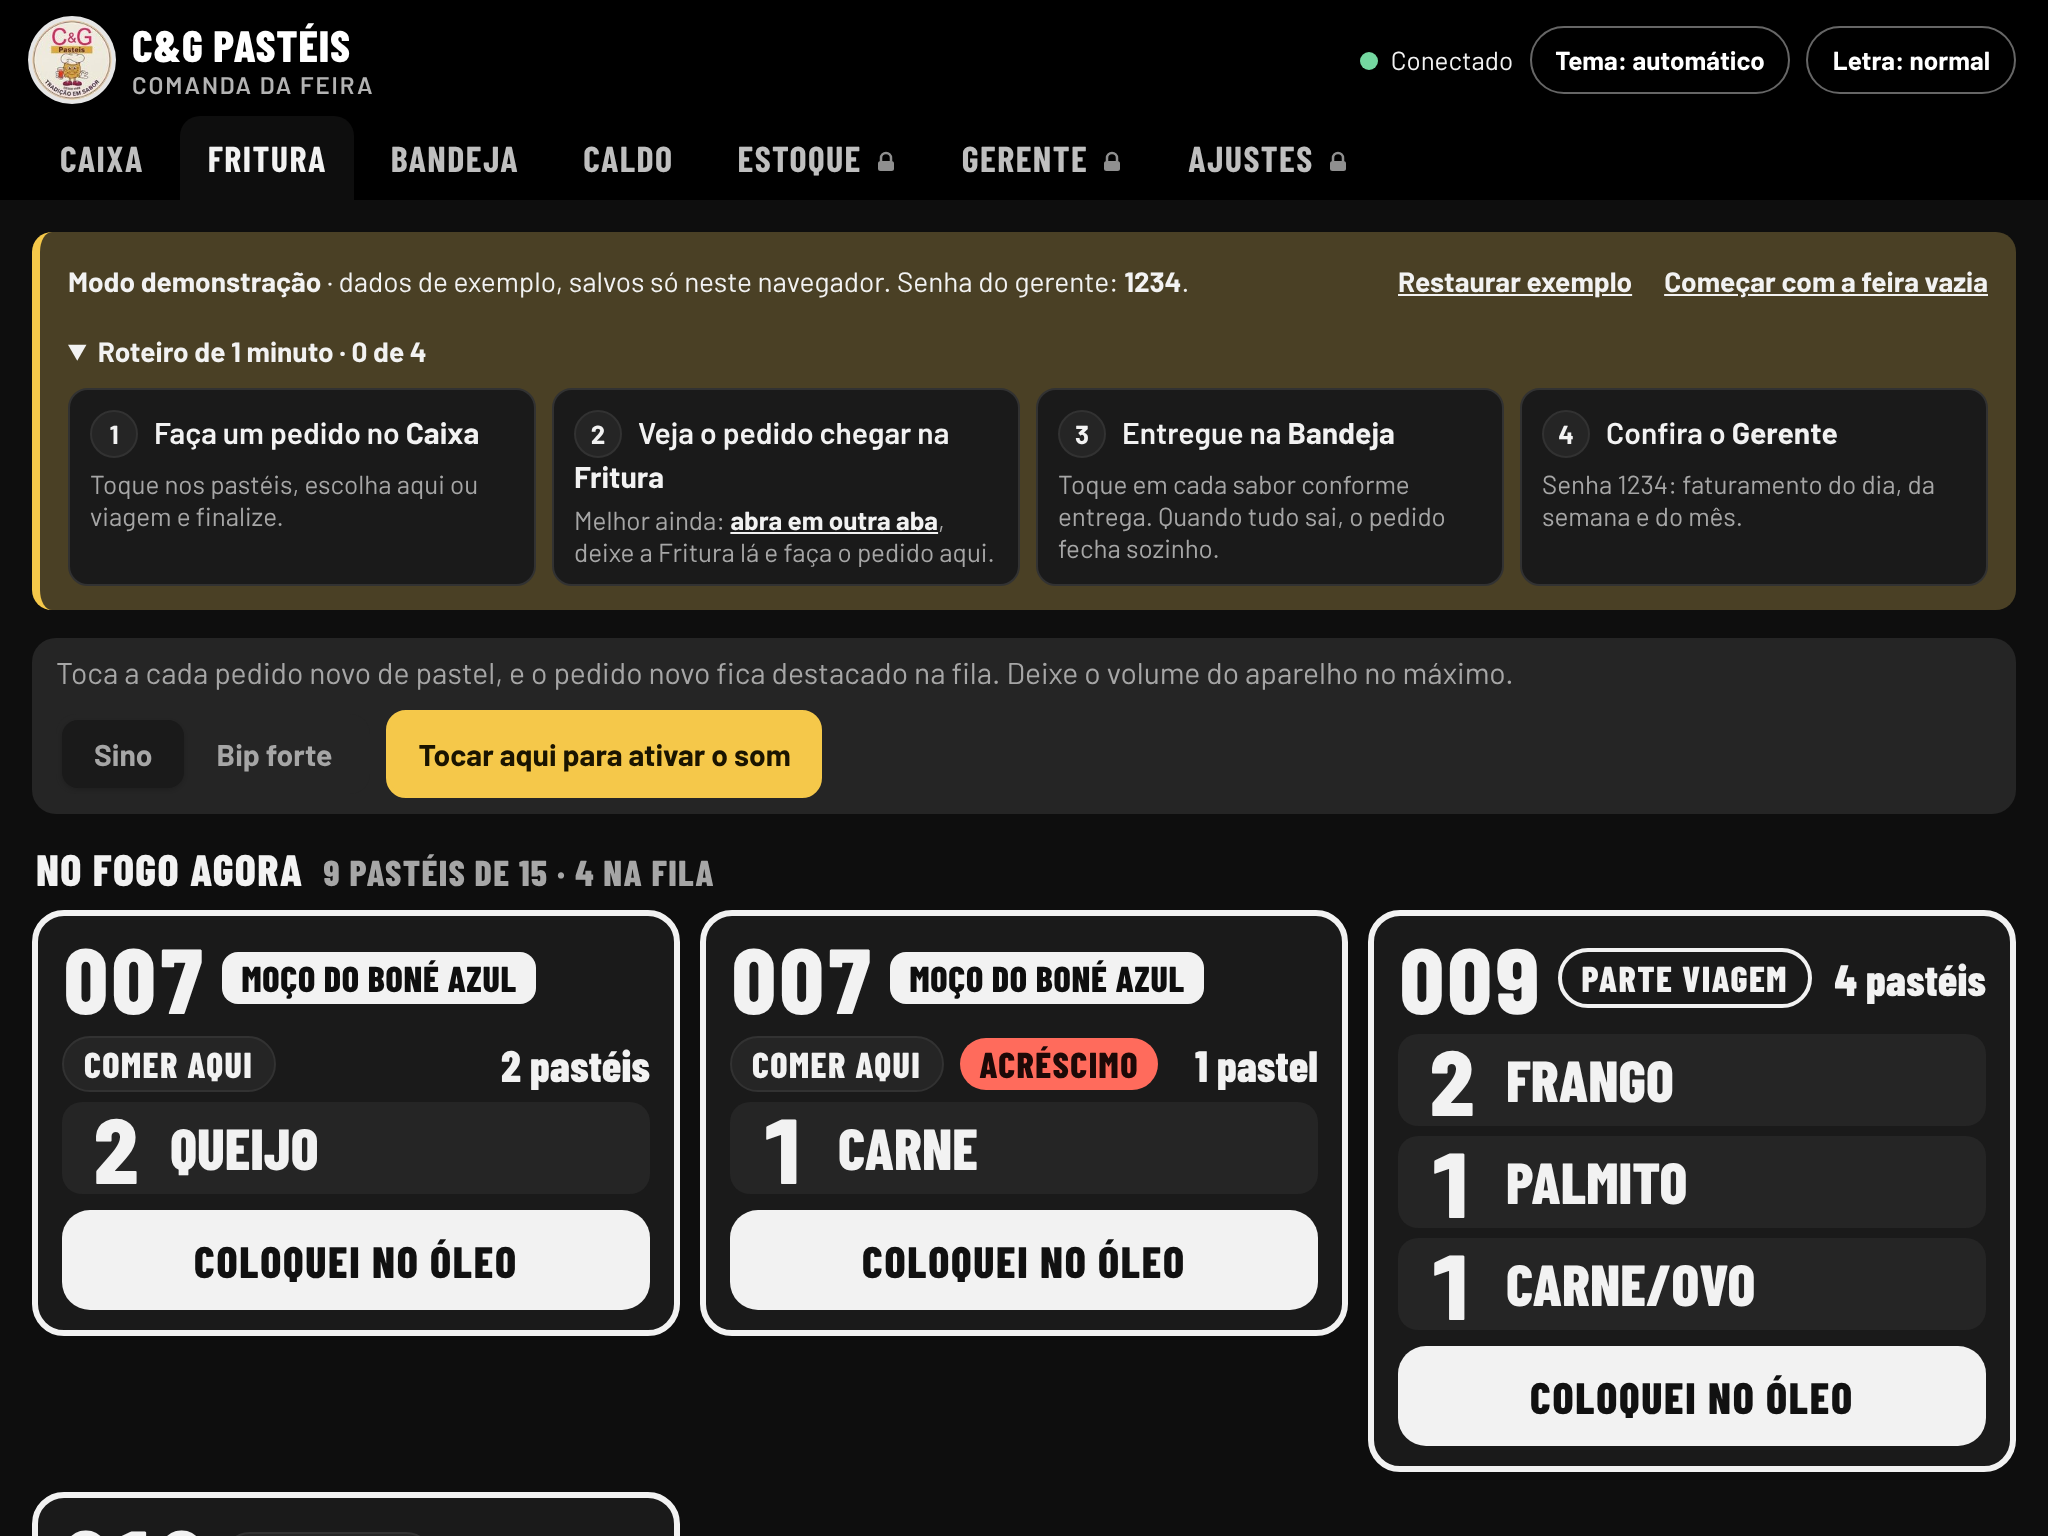 C&G
Pasteis
TRADIÇÃO EM SABOR
C&G PASTÉIS
COMANDA DA FEIRA
Conectado
Tema: automático
Letra: normal
CAIXA
FRITURA
BANDEJA
CALDO
ESTOQUE
GERENTE
AJUSTES
Modo demonstração · dados de exemplo, salvos só neste navegador. Senha do gerente: 1234.
Restaurar exemplo
Começar com a feira vazia
▼ Roteiro de 1 minuto · 0 de 4
1 Faça um pedido no Caixa
Toque nos pastéis, escolha aqui ou
viagem e finalize.
2 Veja o pedido chegar na
Fritura
Melhor ainda: abra em outra aba,
deixe a Fritura lá e faça o pedido aqui.
3 Entregue na Bandeja
Toque em cada sabor conforme
entrega. Quando tudo sai, o pedido
fecha sozinho.
4 Confira o Gerente
Senha 1234: faturamento do dia, da
semana e do mês.
Toca a cada pedido novo de pastel, e o pedido novo fica destacado na fila. Deixe o volume do aparelho no máximo.
Sino
Bip forte
Tocar aqui para ativar o som
NO FOGO AGORA 9 PASTÉIS DE 15 · 4 NA FILA
007 MOÇO DO BONÉ AZUL
COMER AQUI 2 pastéis
2 QUEIJO
COLOQUEI NO ÓLEO
007 MOÇO DO BONÉ AZUL
COMER AQUI ACRÉSCIMO 1 pastel
1 CARNE
COLOQUEI NO ÓLEO
009 PARTE VIAGEM 4 pastéis
2 FRANGO
1 PALMITO
1 CARNE/OVO
COLOQUEI NO ÓLEO